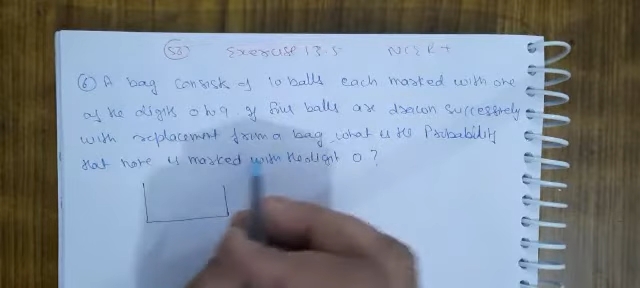 53) Exercise 13.5 NCERT
6 A bag consists of 10 balls each marked with one
of the digits 0 to 9. If four balls are drawn successively
with replacement from a bag, what is the Probability
that none is marked with the digit 0?